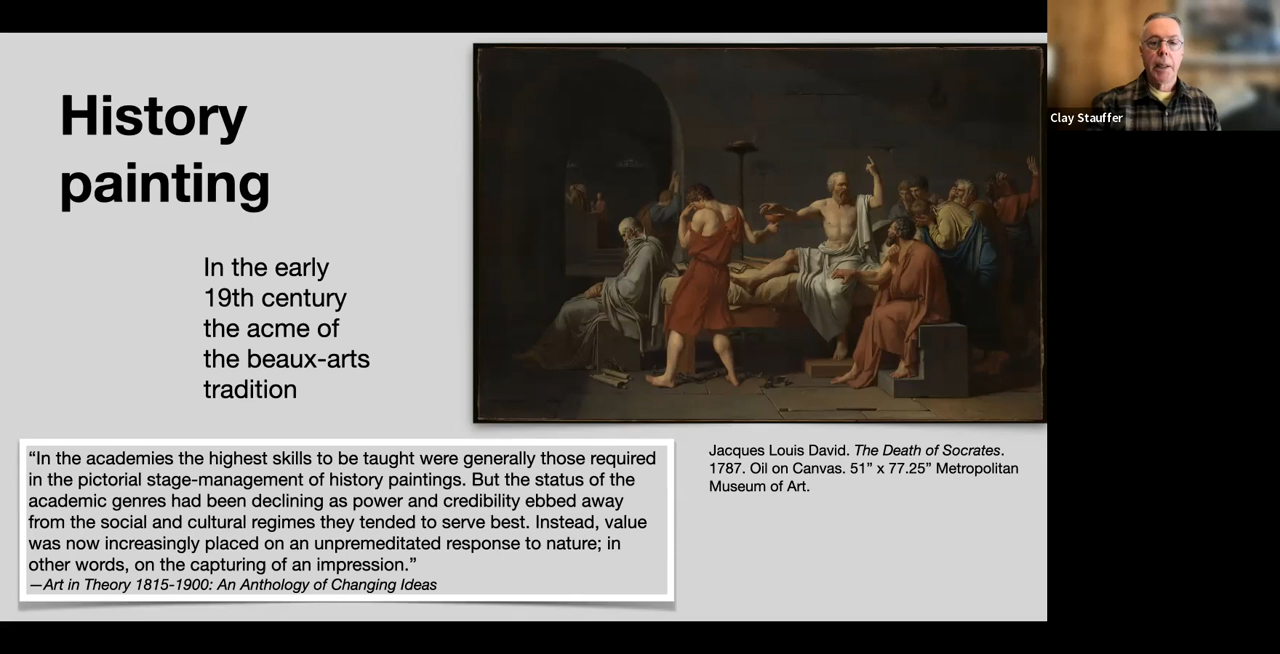 History
painting
In the early
19th century
the acme of
the beaux-arts
tradition
“In the academies the highest skills to be taught were generally those required
in the pictorial stage-management of history paintings. But the status of the
academic genres had been declining as power and credibility ebbed away
from the social and cultural regimes they tended to serve best. Instead, value
was now increasingly placed on an unpremeditated response to nature; in
other words, on the capturing of an impression.”
—Art in Theory 1815-1900: An Anthology of Changing Ideas
Jacques Louis David. The Death of Socrates.
1787. Oil on Canvas. 51” x 77.25” Metropolitan
Museum of Art.
Clay Stauffer